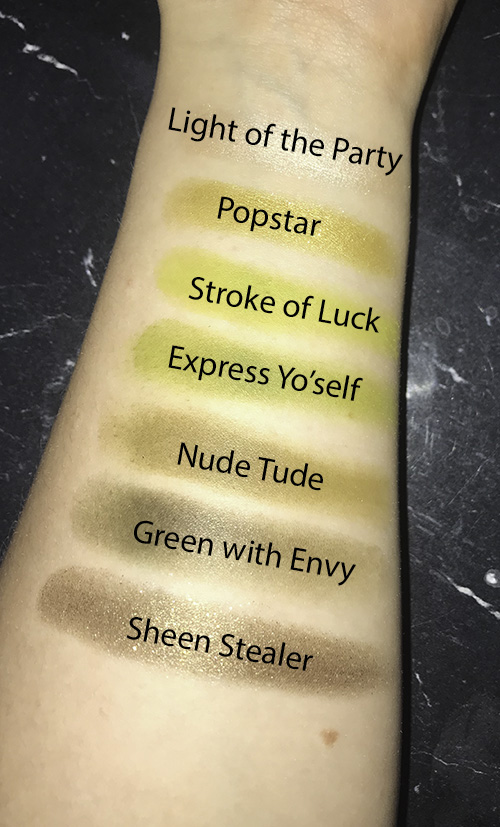 Light of the Party
Popstar
Stroke of Luck
Express Yo'self
Nude Tude
Green with Envy
Sheen Stealer